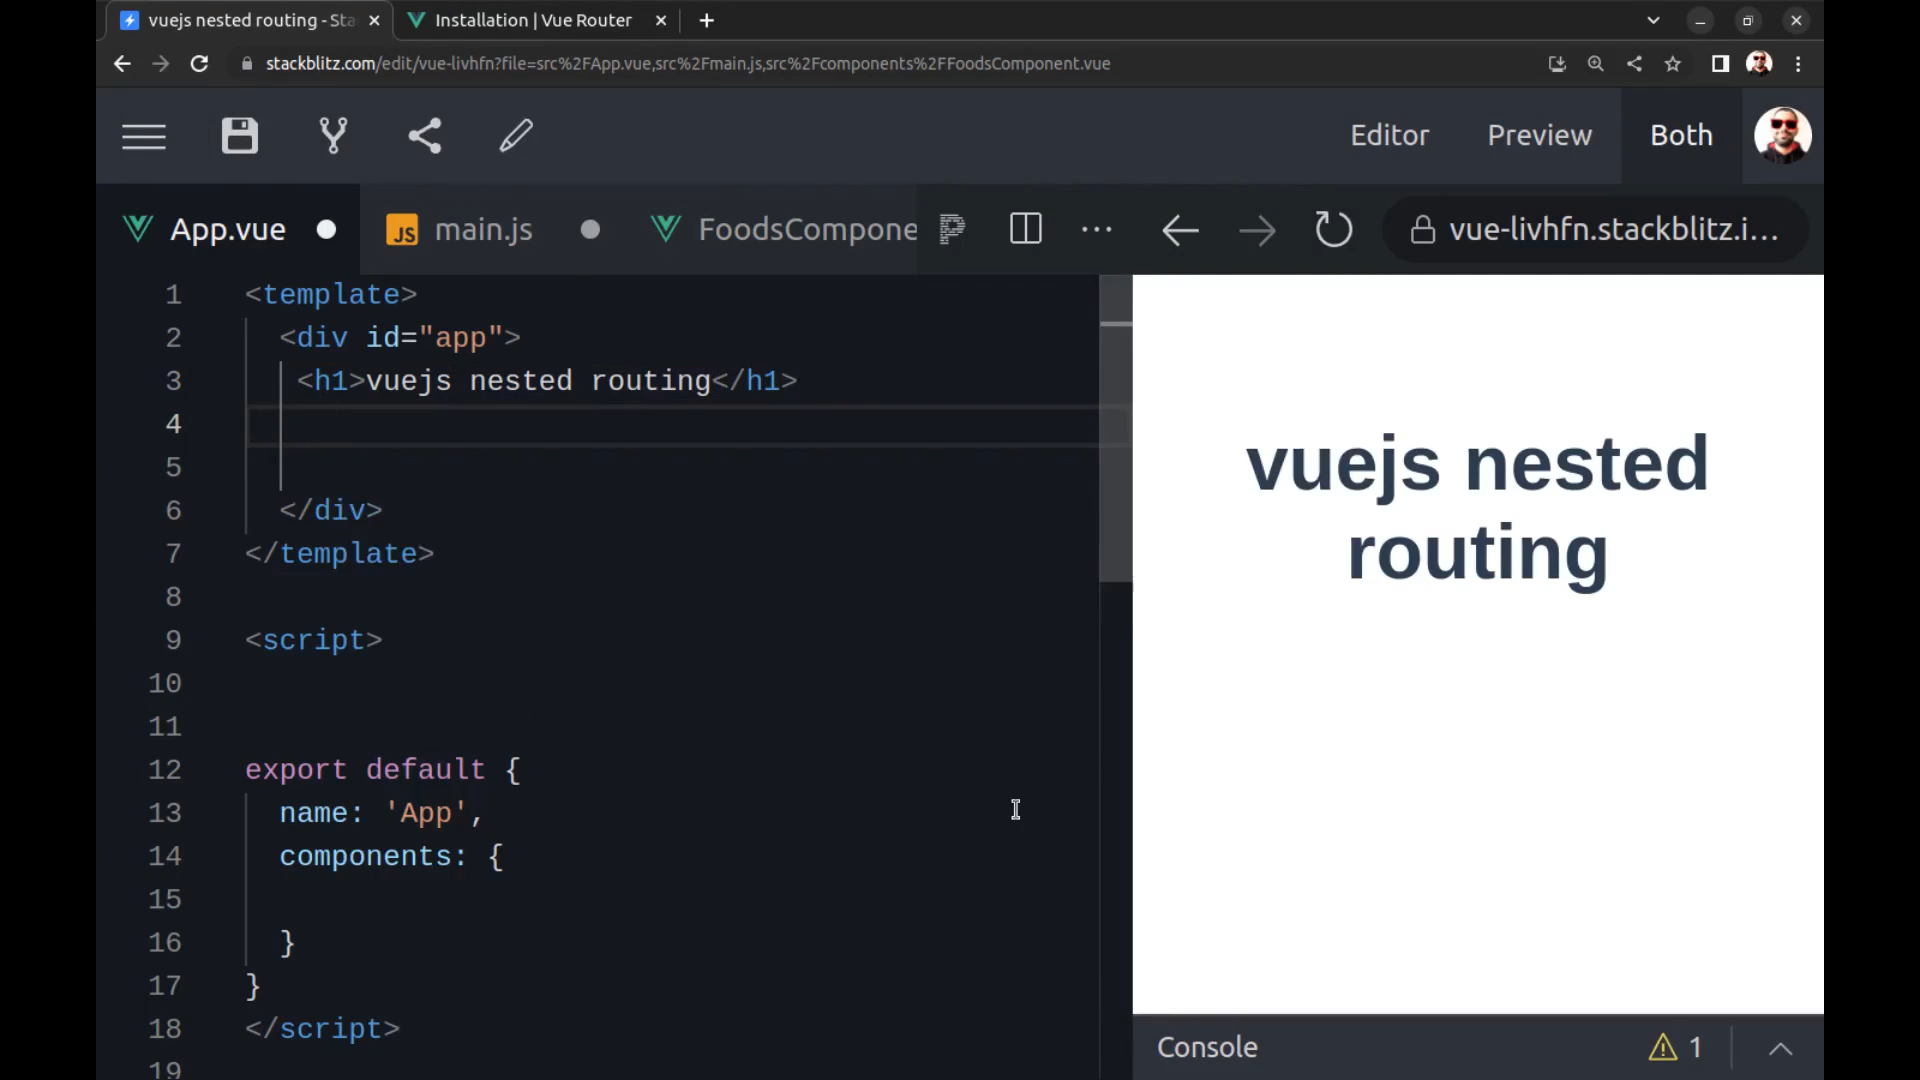 vuejs nested routing - Sta
Installation | Vue Router
stackblitz.com/edit/vue-livhfn?file=src%2FApp.vue,src%2Fmain.js,src%2Fcomponents%2FFoodsComponent.vue
Editor
Preview
Both
App.vue
JS main.js
FoodsCompone
vue-livhfn.stackblitz.i...
1 <template>
2 <div id="app">
3 <h1>vuejs nested routing</h1>
4
5
6 </div>
7 </template>
8
9 <script>
10
11
12 export default {
13 name: 'App',
14 components: {
15
16 }
17 }
18 </script>
19
vuejs nested
routing
Console
1